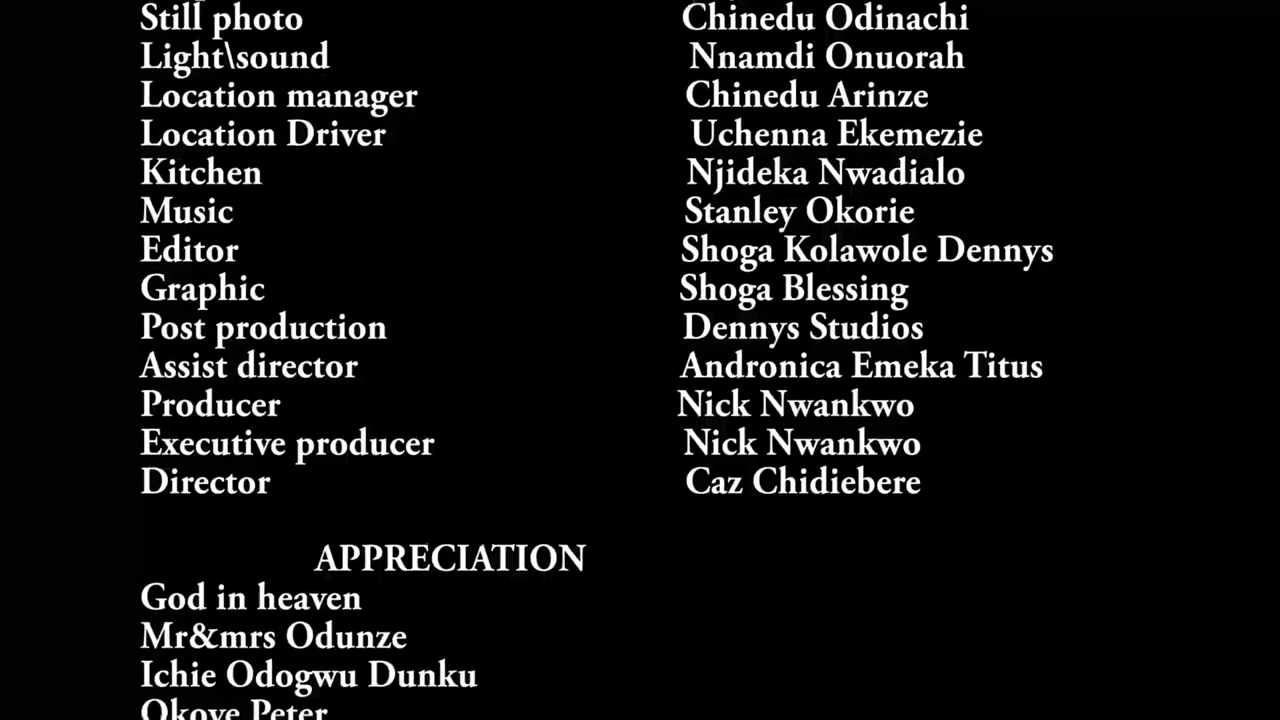 Still photo Chinedu Odinachi
Light\sound Nnamdi Onuorah
Location manager Chinedu Arinze
Location Driver Uchenna Ekemezie
Kitchen Njideka Nwadialo
Music Stanley Okorie
Editor Shoga Kolawole Dennys
Graphic Shoga Blessing
Post production Dennys Studios
Assist director Andronica Emeka Titus
Producer Nick Nwankwo
Executive producer Nick Nwankwo
Director Caz Chidiebere
APPRECIATION
God in heaven
Mr&mrs Odunze
Ichie Odogwu Dunku
Okoye Peter